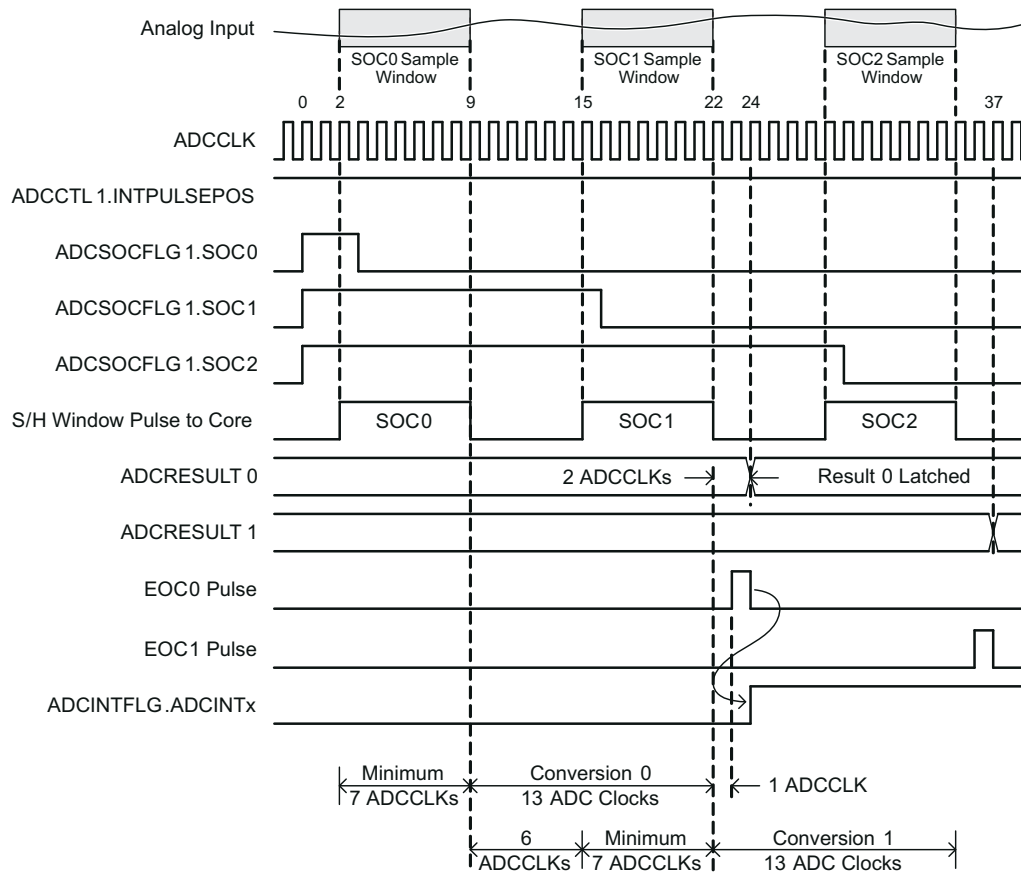 Analog Input
SOC0 Sample
Window
SOC1 Sample
Window
SOC2 Sample
Window
0 2 9 15 22 24 37
ADCCLK
ADCCTL 1.INTPULSEPOS
ADCSOCFLG 1.SOC0
ADCSOCFLG 1.SOC1
ADCSOCFLG 1.SOC2
S/H Window Pulse to Core SOC0 SOC1 SOC2
ADCRESULT 0 2 ADCCLKs Result 0 Latched
ADCRESULT 1
EOC0 Pulse
EOC1 Pulse
ADCINTFLG.ADCINTx
Minimum
7 ADCCLKs
Conversion 0
13 ADC Clocks
1 ADCCLK
6
ADCCLKs
Minimum
7 ADCCLKs
Conversion 1
13 ADC Clocks